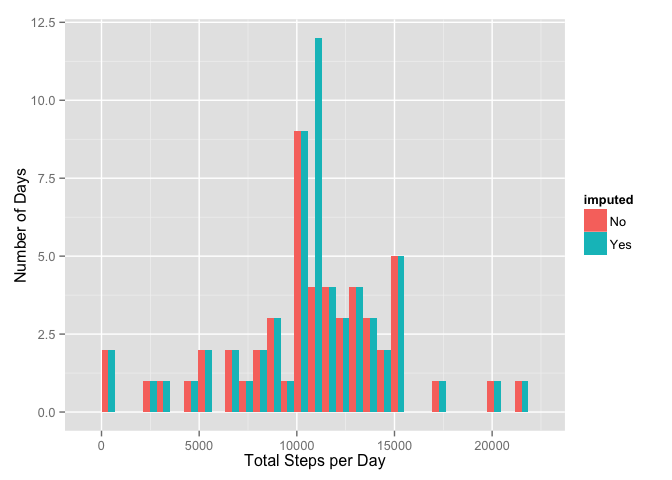 12.5
10.0
7.5
5.0
2.5
0.0
Number of Days
0 5000 10000 15000 20000
Total Steps per Day
imputed
No
Yes